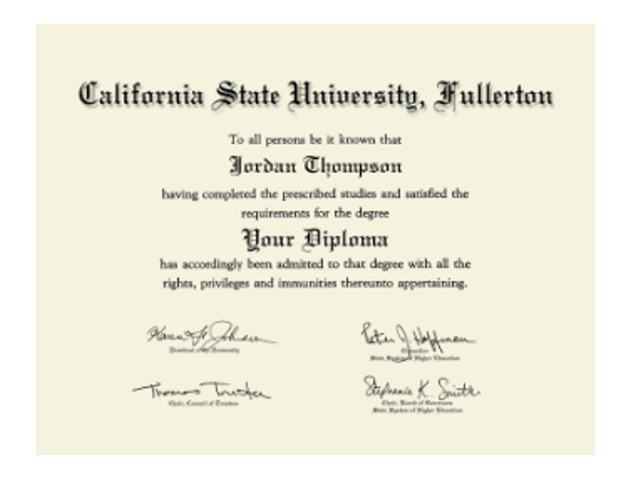 California State University, Fullerton
To all persons be it known that
Jordan Thompson
having completed the prescribed studies and satisfied the
requirements for the degree
Your Diploma
has accordingly been admitted to that degree with all the
rights, privileges and immunities thereunto appertaining.
Karen H. Johnson
President of the University
Peter J. Hoffman
Chancellor
State System of Higher Education
Thomas Trustee
Chair, Council of Trustees
Stephanie K. Smith
Chair, Board of Governors
State System of Higher Education